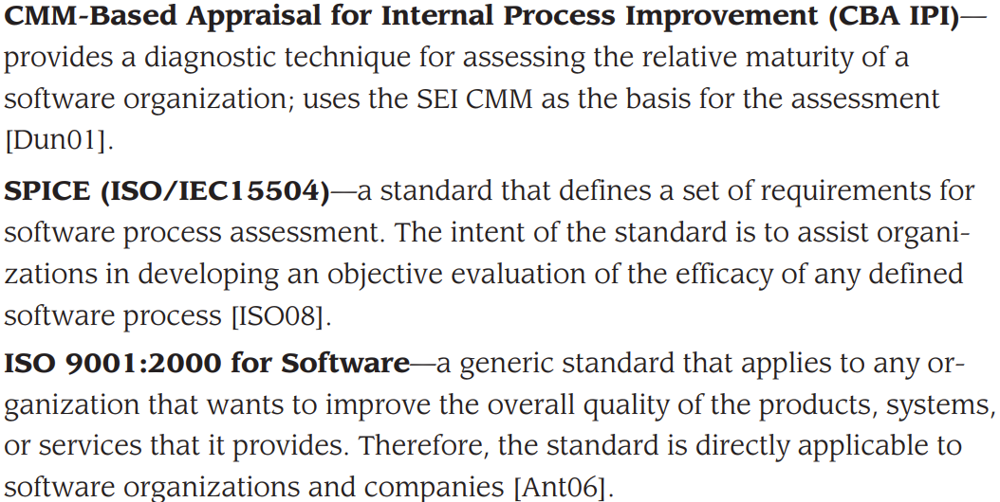 CMM-Based Appraisal for Internal Process Improvement (CBA IPI)—
provides a diagnostic technique for assessing the relative maturity of a
software organization; uses the SEI CMM as the basis for the assessment
[Dun01].
SPICE (ISO/IEC15504)—a standard that defines a set of requirements for
software process assessment. The intent of the standard is to assist organi-
zations in developing an objective evaluation of the efficacy of any defined
software process [ISO08].
ISO 9001:2000 for Software—a generic standard that applies to any or-
ganization that wants to improve the overall quality of the products, systems,
or services that it provides. Therefore, the standard is directly applicable to
software organizations and companies [Ant06].